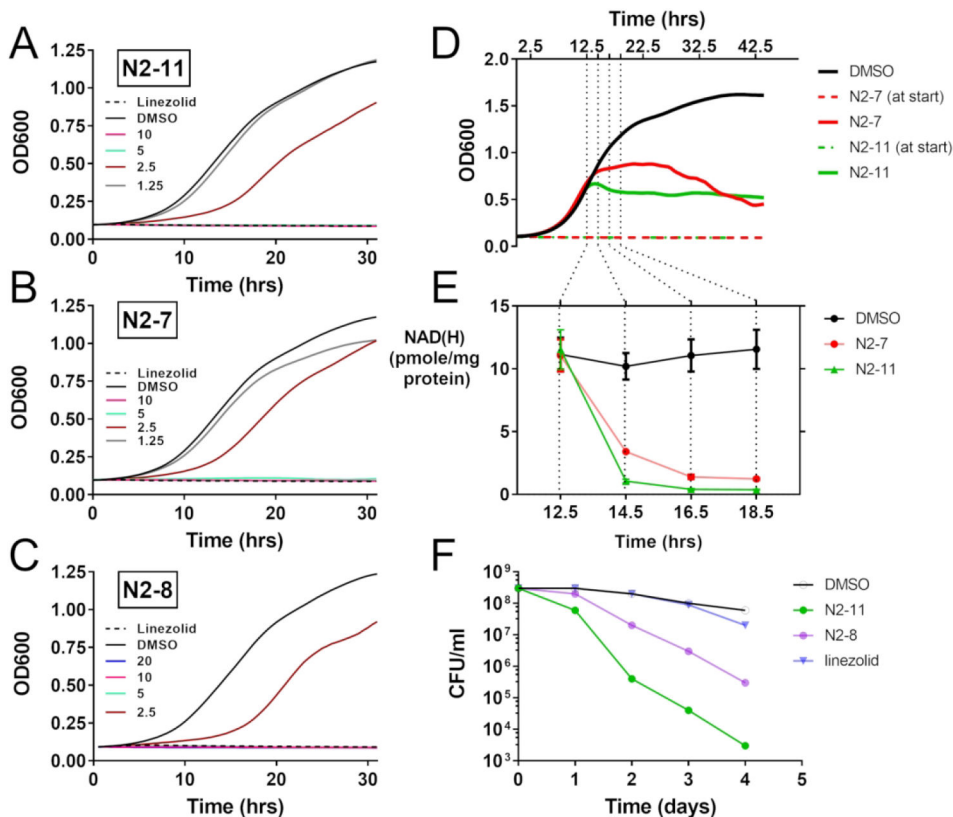 A
N2-11
OD600
1.25
1.00
0.75
0.50
0.25
0.00
Linezolid
DMSO
10
5
2.5
1.25
0 10 20 30
Time (hrs)
B
N2-7
OD600
1.25
1.00
0.75
0.50
0.25
0.00
Linezolid
DMSO
10
5
2.5
1.25
0 10 20 30
Time (hrs)
C
N2-8
OD600
1.25
1.00
0.75
0.50
0.25
0.00
Linezolid
DMSO
20
10
5
2.5
0 10 20 30
Time (hrs)
D
Time (hrs)
2.5 12.5 22.5 32.5 42.5
OD600
2.0
1.5
1.0
0.5
0.0
DMSO
N2-7 (at start)
N2-7
N2-11 (at start)
N2-11
E
NAD(H)
(pmole/mg
protein)
15
10
5
0
DMSO
N2-7
N2-11
12.5 14.5 16.5 18.5
Time (hrs)
F
CFU/ml
10⁹
10⁸
10⁷
10⁶
10⁵
10⁴
10³
DMSO
N2-11
N2-8
linezolid
0 1 2 3 4 5
Time (days)